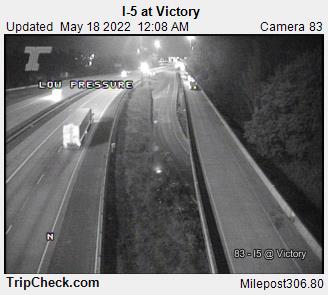 I-5 at Victory
Updated May 18 2022 12:08 AM Camera 83
T
LOW PRESSURE
N
83 - I5 @ Victory
TripCheck.com Milepost306.80